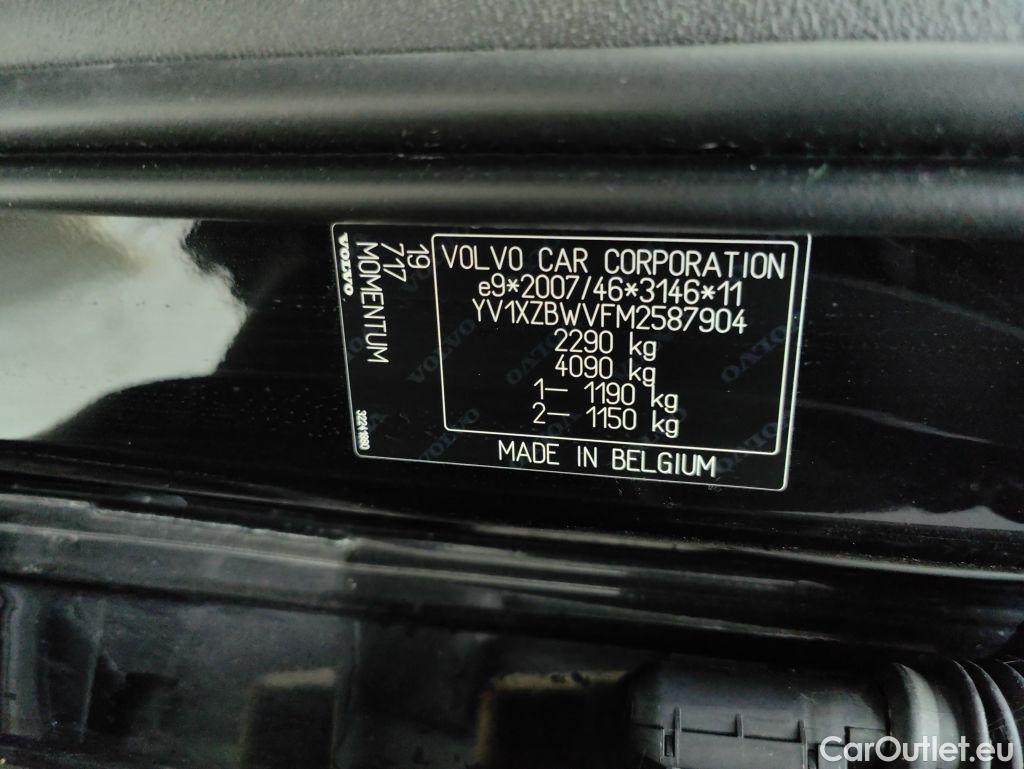 VOLVO CAR CORPORATION
e9*2007/46*3146*11
YV1XZBWVFM2587904
2290 kg
4090 kg
1– 1190 kg
2– 1150 kg
MADE IN BELGIUM
19
717
MOMENTUM
VOLVO
CarOutlet.eu